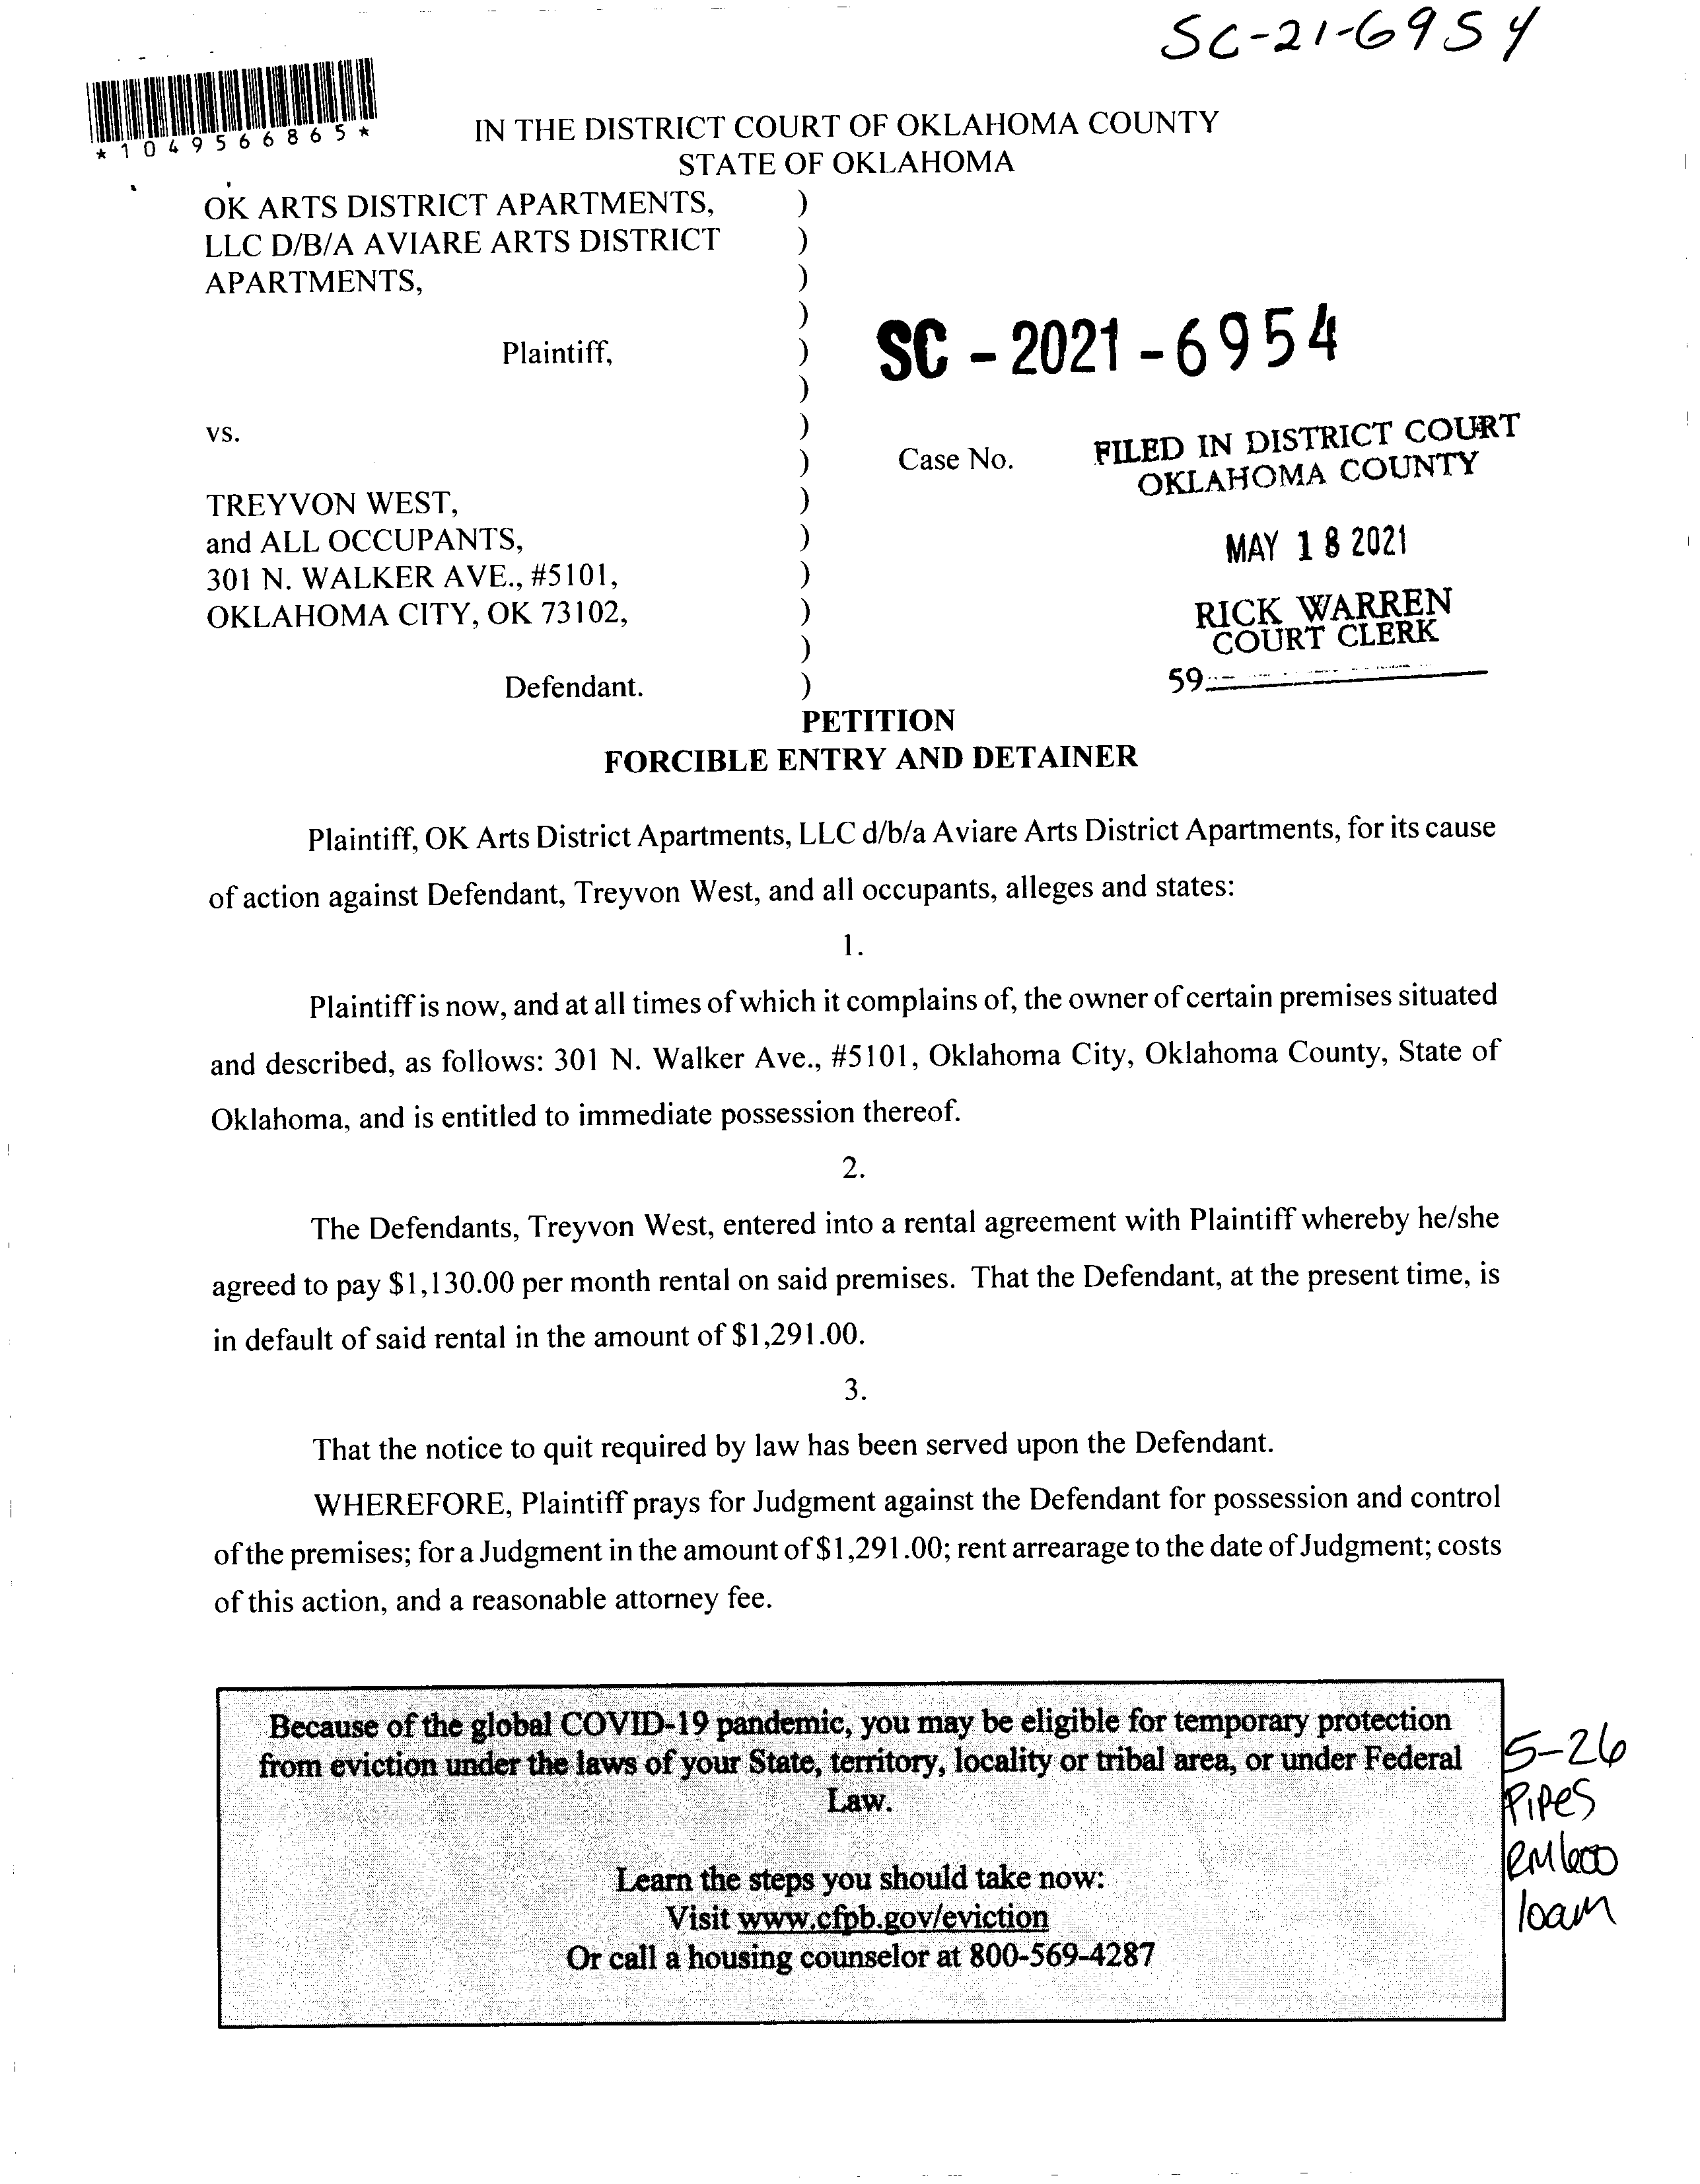 SC-21-6954
*1049566865*
IN THE DISTRICT COURT OF OKLAHOMA COUNTY
STATE OF OKLAHOMA
OK ARTS DISTRICT APARTMENTS, )
LLC D/B/A AVIARE ARTS DISTRICT )
APARTMENTS, )
)
Plaintiff, )
SC - 2021 - 6954
)
vs. )
) Case No.
FILED IN DISTRICT COURT
OKLAHOMA COUNTY
TREYVON WEST, )
and ALL OCCUPANTS, )
MAY 18 2021
301 N. WALKER AVE., #5101, )
OKLAHOMA CITY, OK 73102, )
RICK WARREN
COURT CLERK
)
59
Defendant. )
PETITION
FORCIBLE ENTRY AND DETAINER
Plaintiff, OK Arts District Apartments, LLC d/b/a Aviare Arts District Apartments, for its cause
of action against Defendant, Treyvon West, and all occupants, alleges and states:
1.
Plaintiff is now, and at all times of which it complains of, the owner of certain premises situated
and described, as follows: 301 N. Walker Ave., #5101, Oklahoma City, Oklahoma County, State of
Oklahoma, and is entitled to immediate possession thereof.
2.
The Defendants, Treyvon West, entered into a rental agreement with Plaintiff whereby he/she
agreed to pay $1,130.00 per month rental on said premises. That the Defendant, at the present time, is
in default of said rental in the amount of $1,291.00.
3.
That the notice to quit required by law has been served upon the Defendant.
WHEREFORE, Plaintiff prays for Judgment against the Defendant for possession and control
of the premises; for a Judgment in the amount of $1,291.00; rent arrearage to the date of Judgment; costs
of this action, and a reasonable attorney fee.
Because of the global COVID-19 pandemic, you may be eligible for temporary protection
from eviction under the laws of your State, territory, locality or tribal area, or under Federal
Law.
Learn the steps you should take now:
Visit www.cfpb.gov/eviction
Or call a housing counselor at 800-569-4287
5-26
Pipes
RM600
10am